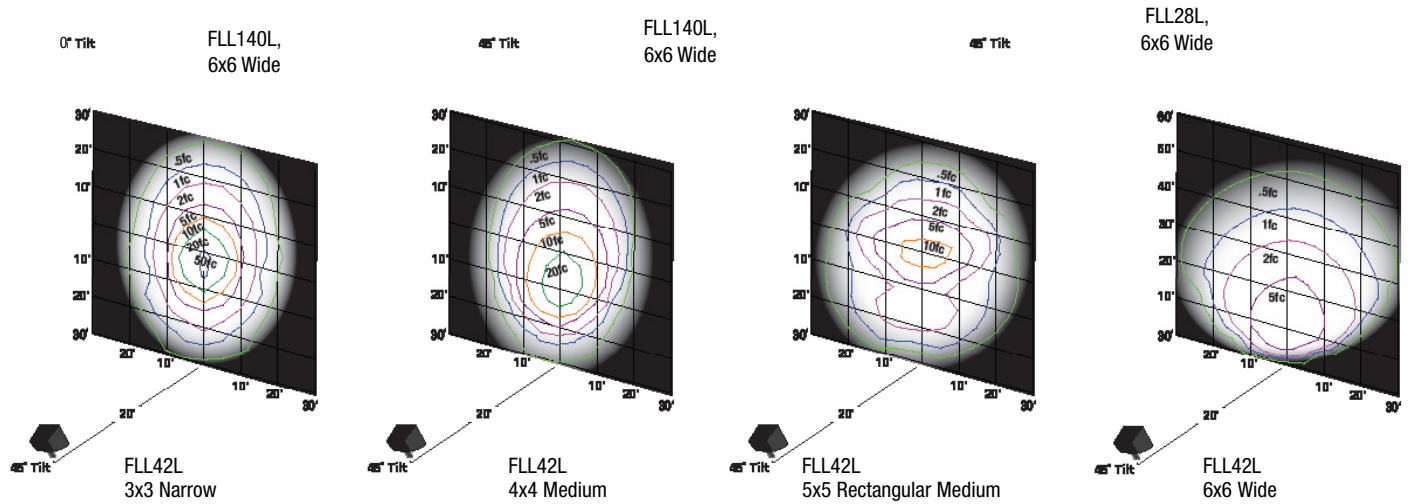 0° Tilt
FLL140L,
6x6 Wide
45° Tilt
FLL140L,
6x6 Wide
45° Tilt
FLL28L,
6x6 Wide
30'
20'
10'
10'
20'
30'
20'
10'
10'
20'
30'
.5fc
1fc
2fc
5fc
10fc
20fc
50fc
20'
45° Tilt
FLL42L
3x3 Narrow
30'
20'
10'
10'
20'
30'
20'
10'
10'
20'
30'
.5fc
1fc
2fc
5fc
10fc
20fc
20'
45° Tilt
FLL42L
4x4 Medium
30'
20'
10'
10'
20'
30'
20'
10'
10'
20'
30'
.5fc
1fc
2fc
5fc
10fc
20'
45° Tilt
FLL42L
5x5 Rectangular Medium
60'
50'
40'
30'
20'
10'
30'
20'
10'
10'
20'
30'
.5fc
1fc
2fc
5fc
20'
45° Tilt
FLL42L
6x6 Wide